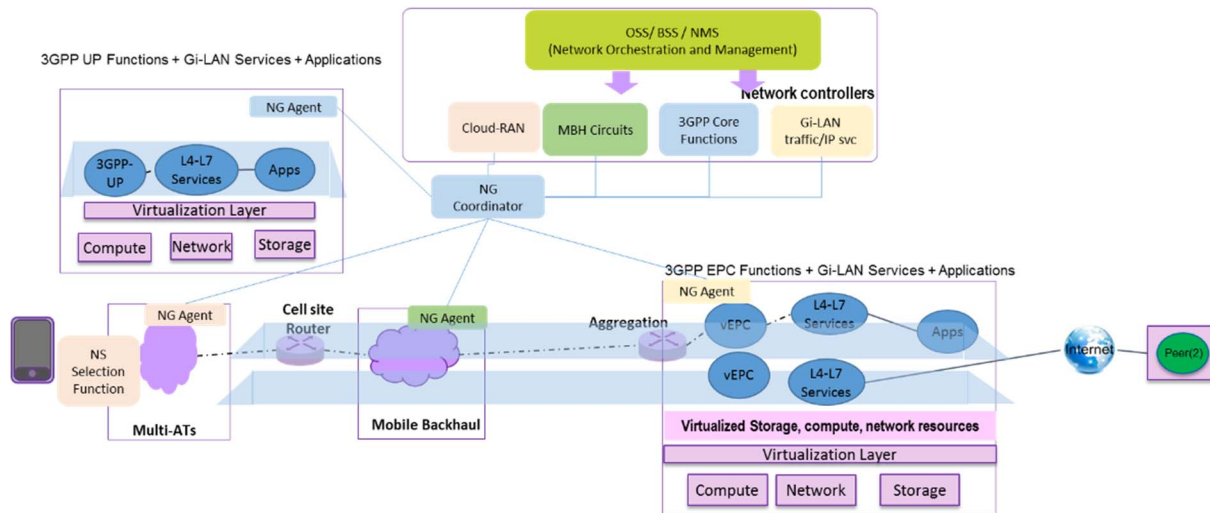 OSS/ BSS / NMS
(Network Orchestration and Management)
Network controllers
Cloud-RAN
MBH Circuits
3GPP Core
Functions
Gi-LAN
traffic/IP svc
3GPP UP Functions + Gi-LAN Services + Applications
NG Agent
3GPP-
UP
L4-L7
Services
Apps
Virtualization Layer
Compute
Network
Storage
NG
Coordinator
3GPP EPC Functions + Gi-LAN Services + Applications
NG Agent
NS
Selection
Function
Multi-ATs
Cell site
Router
NG Agent
Mobile Backhaul
Aggregation
NG Agent
vEPC
L4-L7
Services
Apps
vEPC
L4-L7
Services
Virtualized Storage, compute, network resources
Virtualization Layer
Compute
Network
Storage
Internet
Peer(2)